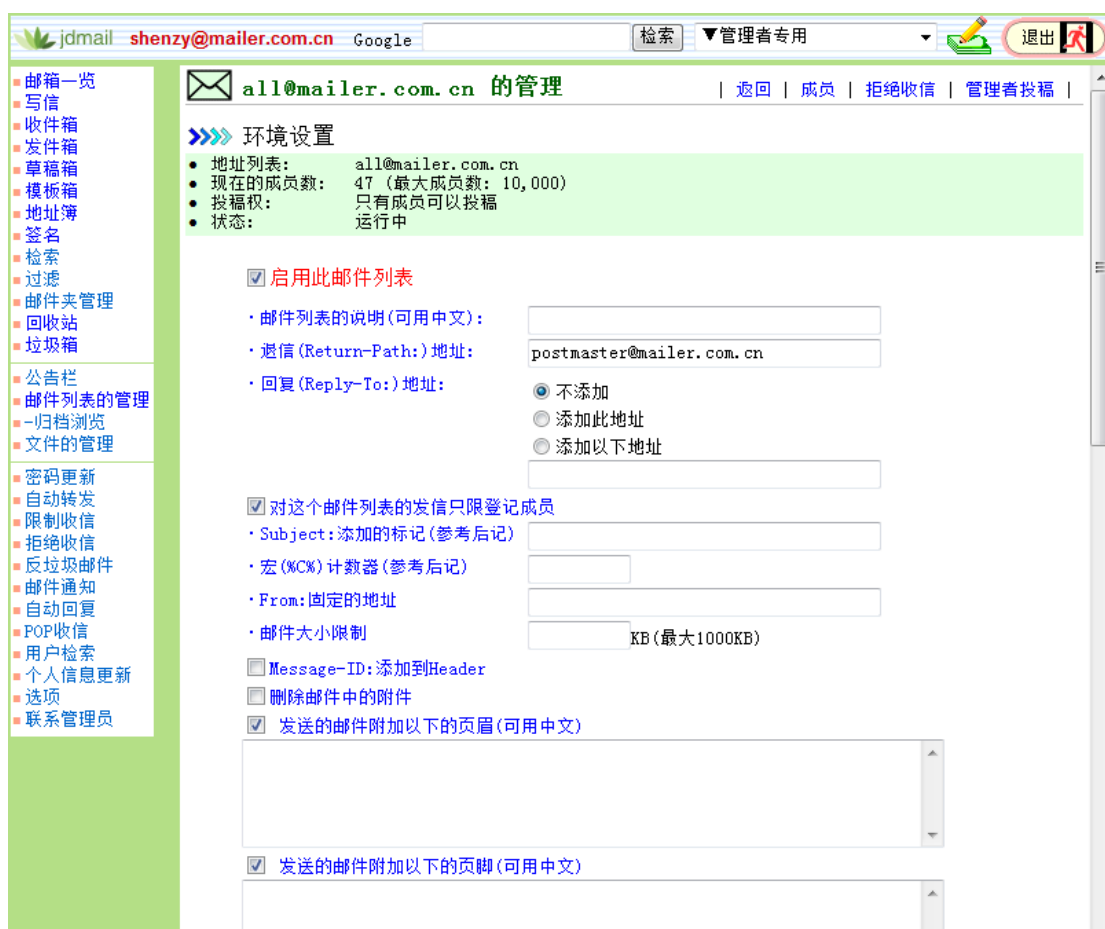 jdmail shenzy@mailer.com.cn Google 检索 ▼管理者专用 退出
邮箱一览
写信
收件箱
发件箱
草稿箱
模板箱
地址簿
签名
检索
过滤
邮件夹管理
回收站
垃圾箱
公告栏
邮件列表的管理
-归档浏览
文件的管理
密码更新
自动转发
限制收信
拒绝收信
反垃圾邮件
邮件通知
自动回复
POP收信
用户检索
个人信息更新
选项
联系管理员
all@mailer.com.cn 的管理 | 返回 | 成员 | 拒绝收信 | 管理者投稿 |
环境设置
● 地址列表: all@mailer.com.cn
● 现在的成员数: 47 (最大成员数: 10,000)
● 投稿权: 只有成员可以投稿
● 状态: 运行中
启用此邮件列表
·邮件列表的说明(可用中文):
·退信(Return-Path:)地址: postmaster@mailer.com.cn
·回复(Reply-To:)地址: 不添加
添加此地址
添加以下地址
对这个邮件列表的发信只限登记成员
·Subject:添加的标记(参考后记)
·宏(%C%)计数器(参考后记)
·From:固定的地址
·邮件大小限制 KB(最大1000KB)
Message-ID:添加到Header
删除邮件中的附件
发送的邮件附加以下的页眉(可用中文)
发送的邮件附加以下的页脚(可用中文)